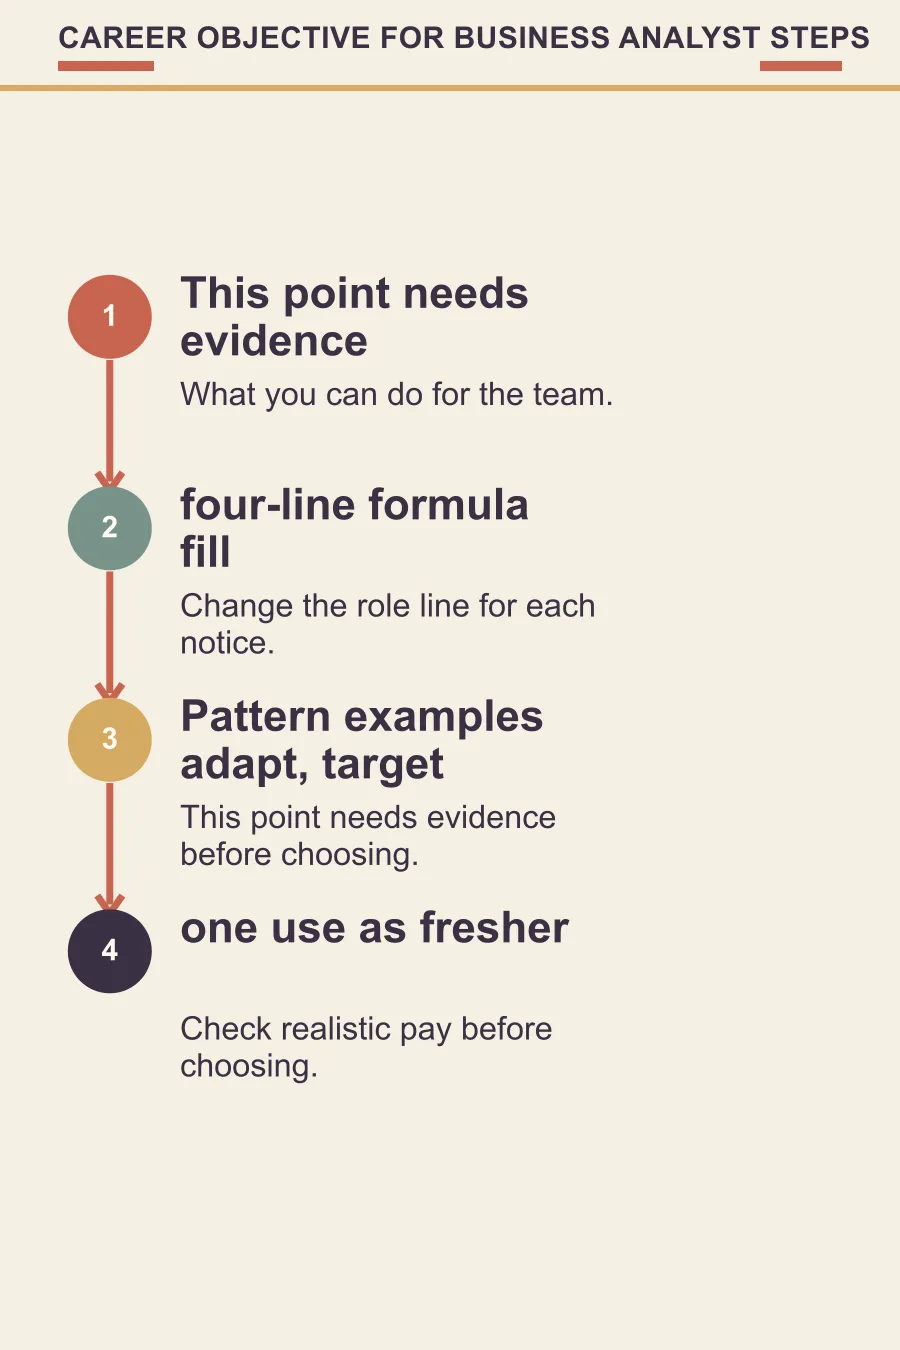 CAREER OBJECTIVE FOR BUSINESS ANALYST STEPS
1
This point needs
evidence
What you can do for the team.
2
four-line formula
fill
Change the role line for each
notice.
3
Pattern examples
adapt, target
This point needs evidence
before choosing.
4
one use as fresher
Check realistic pay before
choosing.